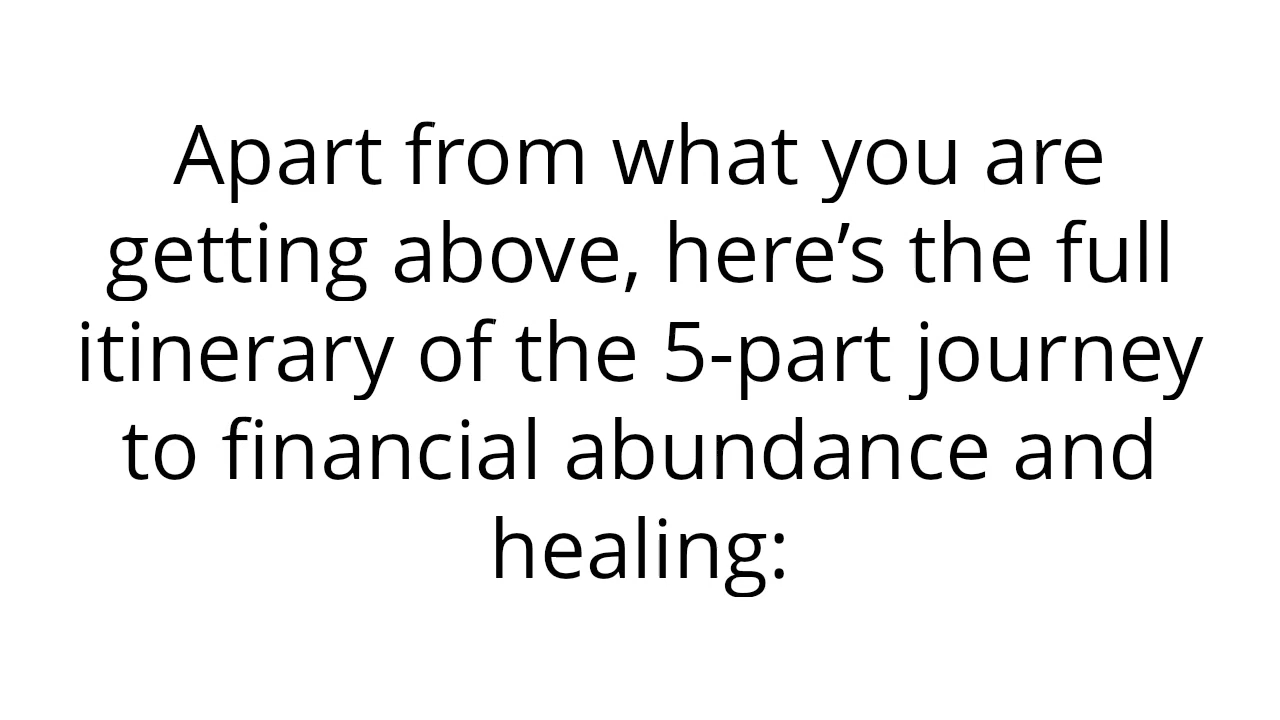 Apart from what you are
getting above, here’s the full
itinerary of the 5-part journey
to financial abundance and
healing: